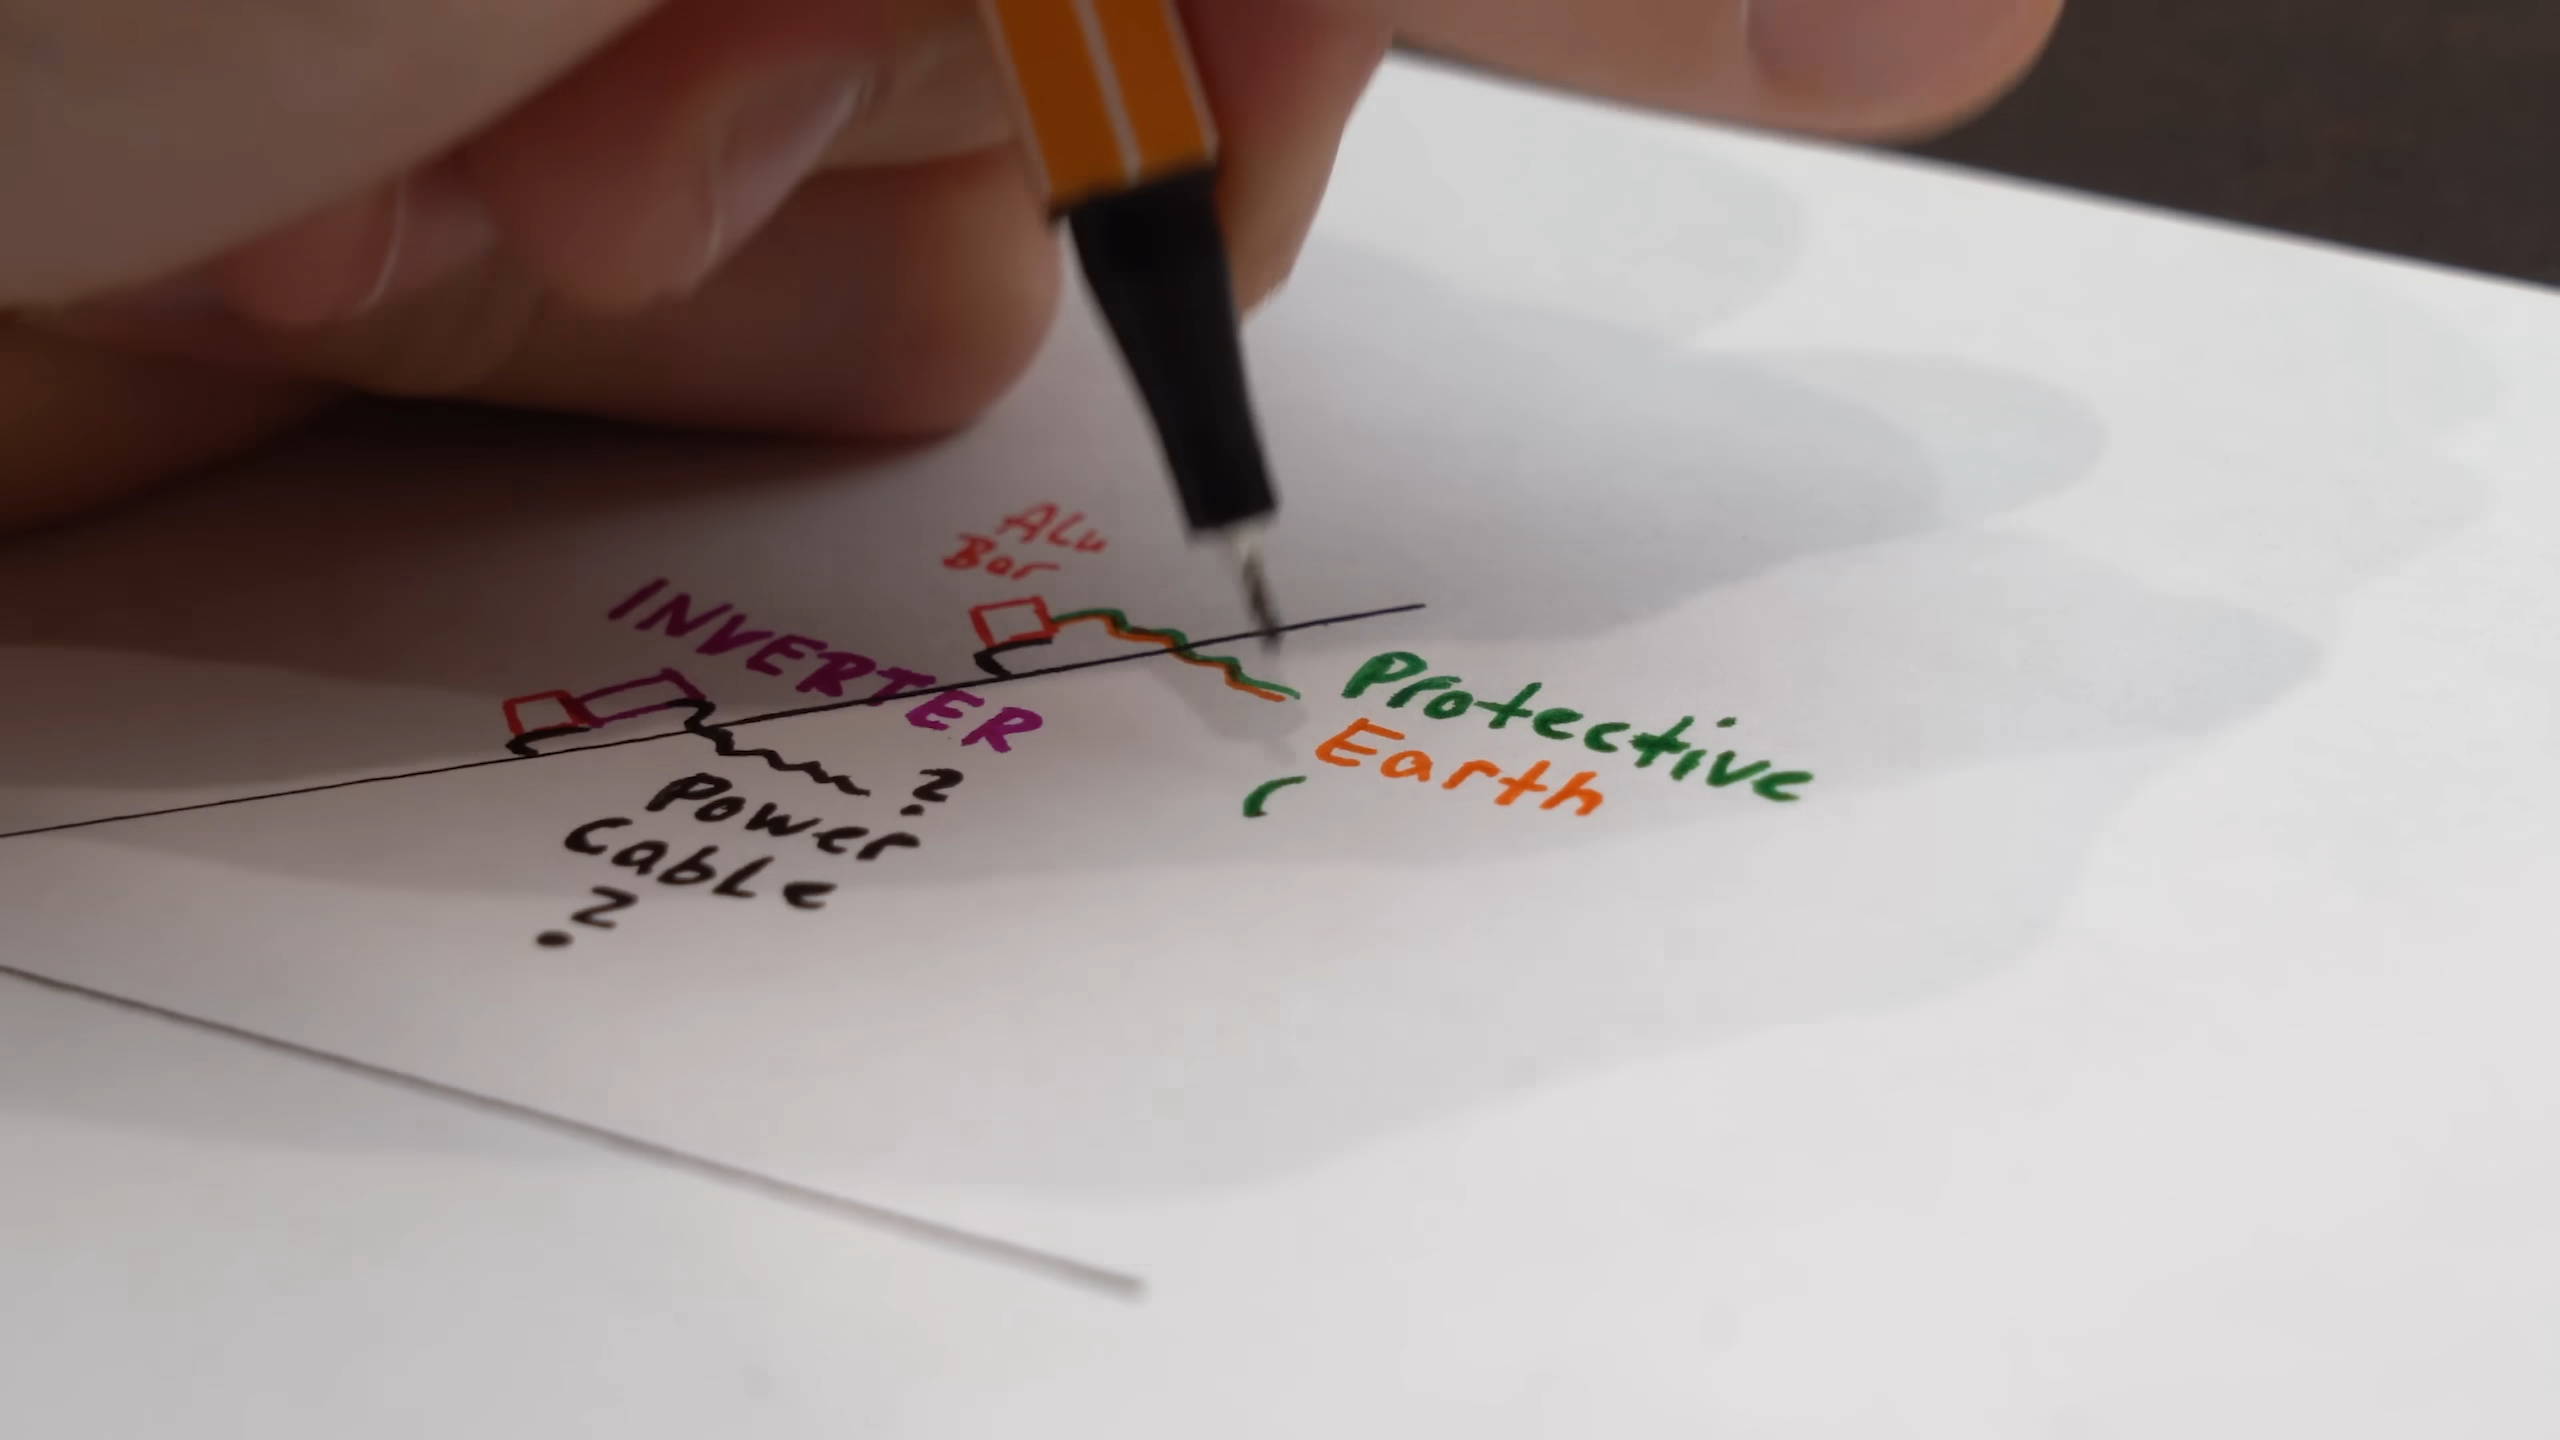 ALu
Bar
INVERTER
?
Power
Cable
?
Protective
Earth
(